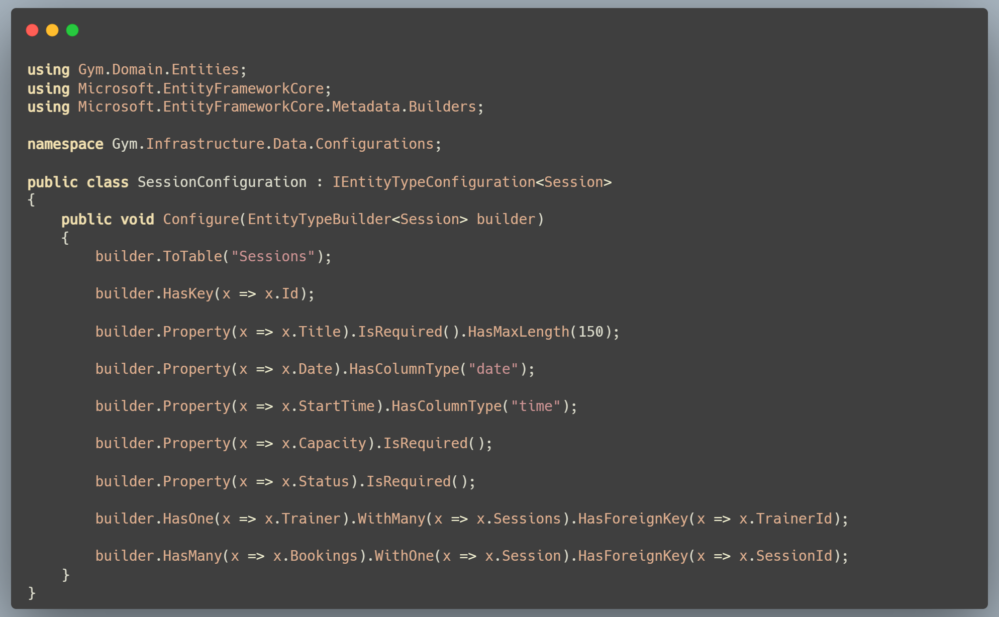 using Gym.Domain.Entities;
using Microsoft.EntityFrameworkCore;
using Microsoft.EntityFrameworkCore.Metadata.Builders;

namespace Gym.Infrastructure.Data.Configurations;

public class SessionConfiguration : IEntityTypeConfiguration<Session>
{
    public void Configure(EntityTypeBuilder<Session> builder)
    {
        builder.ToTable("Sessions");

        builder.HasKey(x => x.Id);

        builder.Property(x => x.Title).IsRequired().HasMaxLength(150);

        builder.Property(x => x.Date).HasColumnType("date");

        builder.Property(x => x.StartTime).HasColumnType("time");

        builder.Property(x => x.Capacity).IsRequired();

        builder.Property(x => x.Status).IsRequired();

        builder.HasOne(x => x.Trainer).WithMany(x => x.Sessions).HasForeignKey(x => x.TrainerId);

        builder.HasMany(x => x.Bookings).WithOne(x => x.Session).HasForeignKey(x => x.SessionId);
    }
}